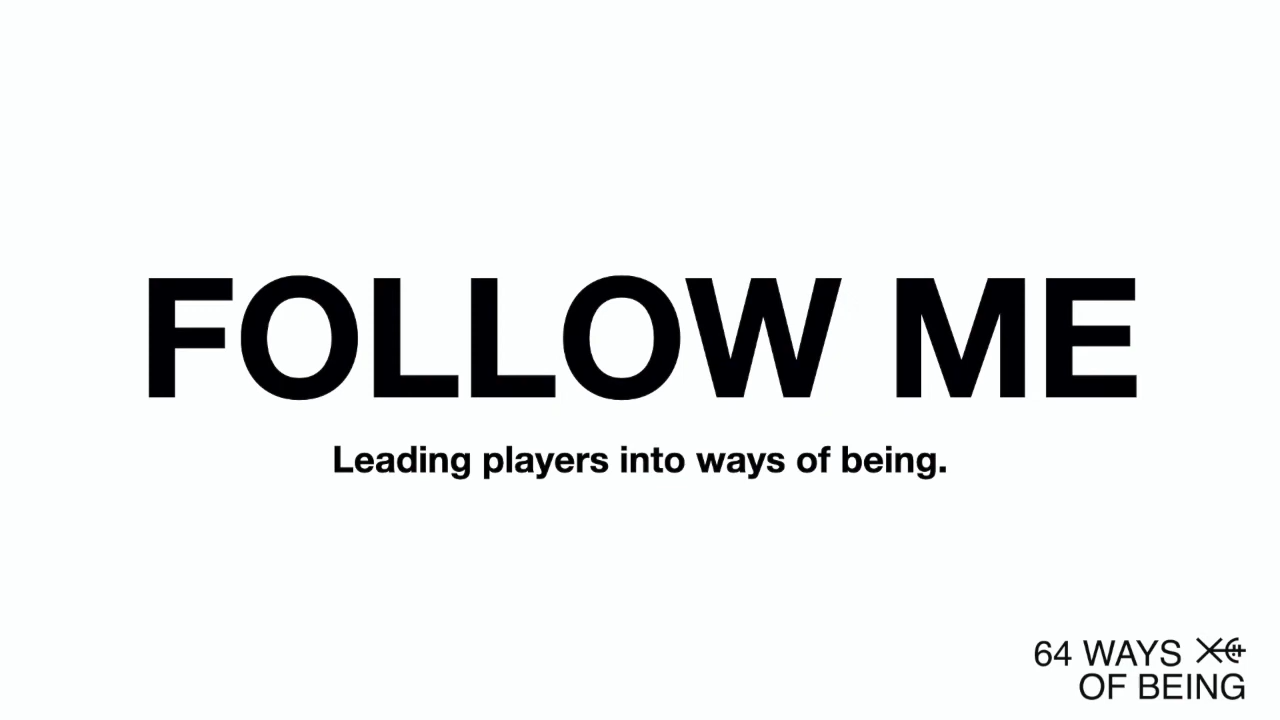 FOLLOW ME
Leading players into ways of being.
64 WAYS
OF BEING